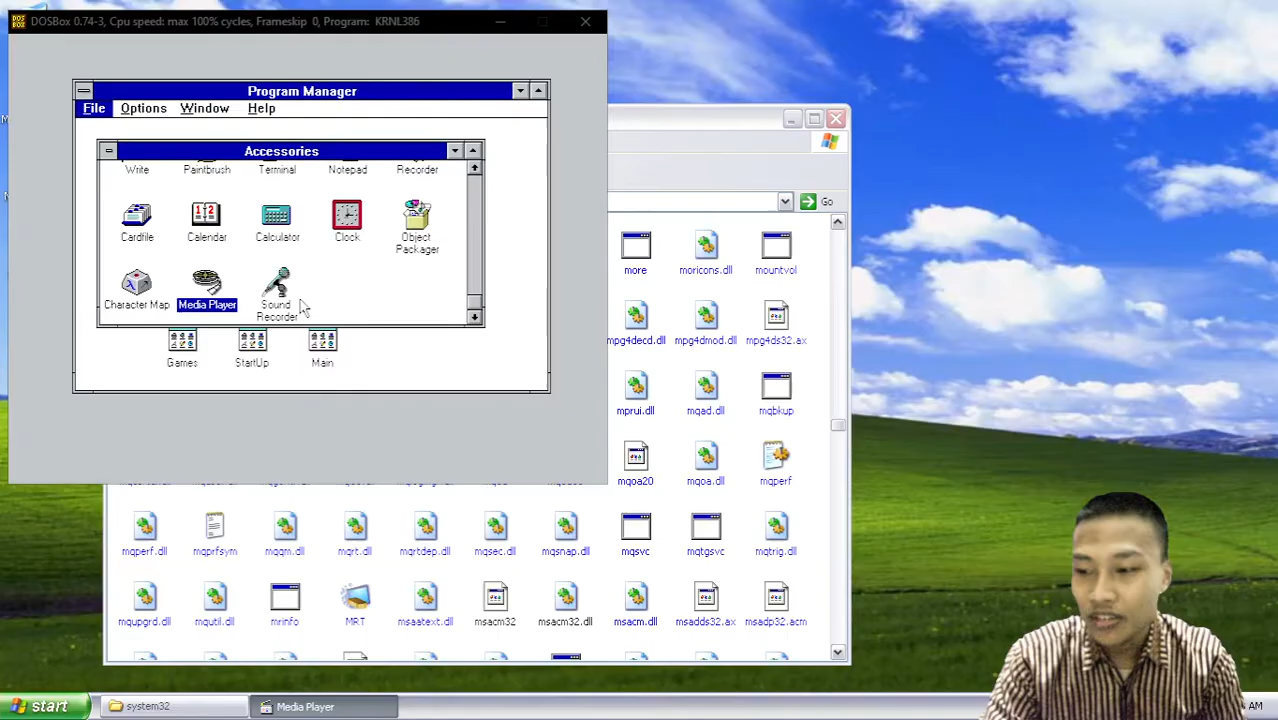 DOSBox 0.74-3, Cpu speed: max 100% cycles, Frameskip 0, Program: KRNL386
Program Manager
File Options Window Help
Accessories
Write Paintbrush Terminal Notepad Recorder
Cardfile Calendar Calculator Clock Object Packager
Character Map Media Player Sound Recorder
Games StartUp Main
Go
more moricons.dll mountvol
mpg4decd.dll mpg4dmod.dll mpg4ds32.ax
mprui.dll mqad.dll mqbkup
mqoa20 mqoa.dll mqperf
mqperf.dll mqprfsym mqqm.dll mqrt.dll mqrtdep.dll mqsec.dll mqsnap.dll mqsvc mqtgsvc mqtrig.dll
mqupgrd.dll mqutil.dll mrinfo MRT msaatext.dll msacm32 msacm32.dll msacm.dll msadds32.ax msadp32.acm
start system32 Media Player AM